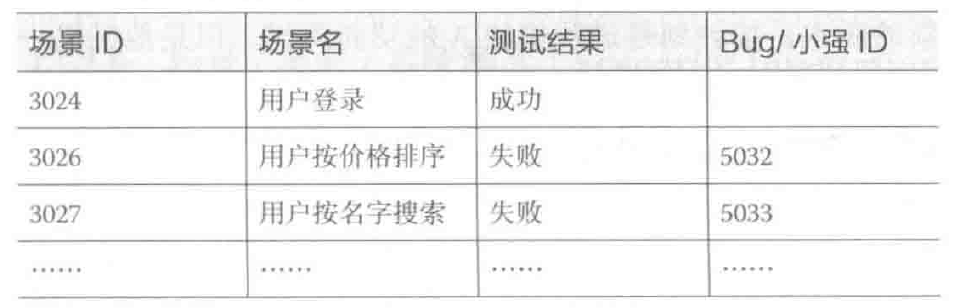 场景 ID 场景名 测试结果 Bug/ 小强 ID
3024 用户登录 成功
3026 用户按价格排序 失败 5032
3027 用户按名字搜索 失败 5033
…… …… …… ……